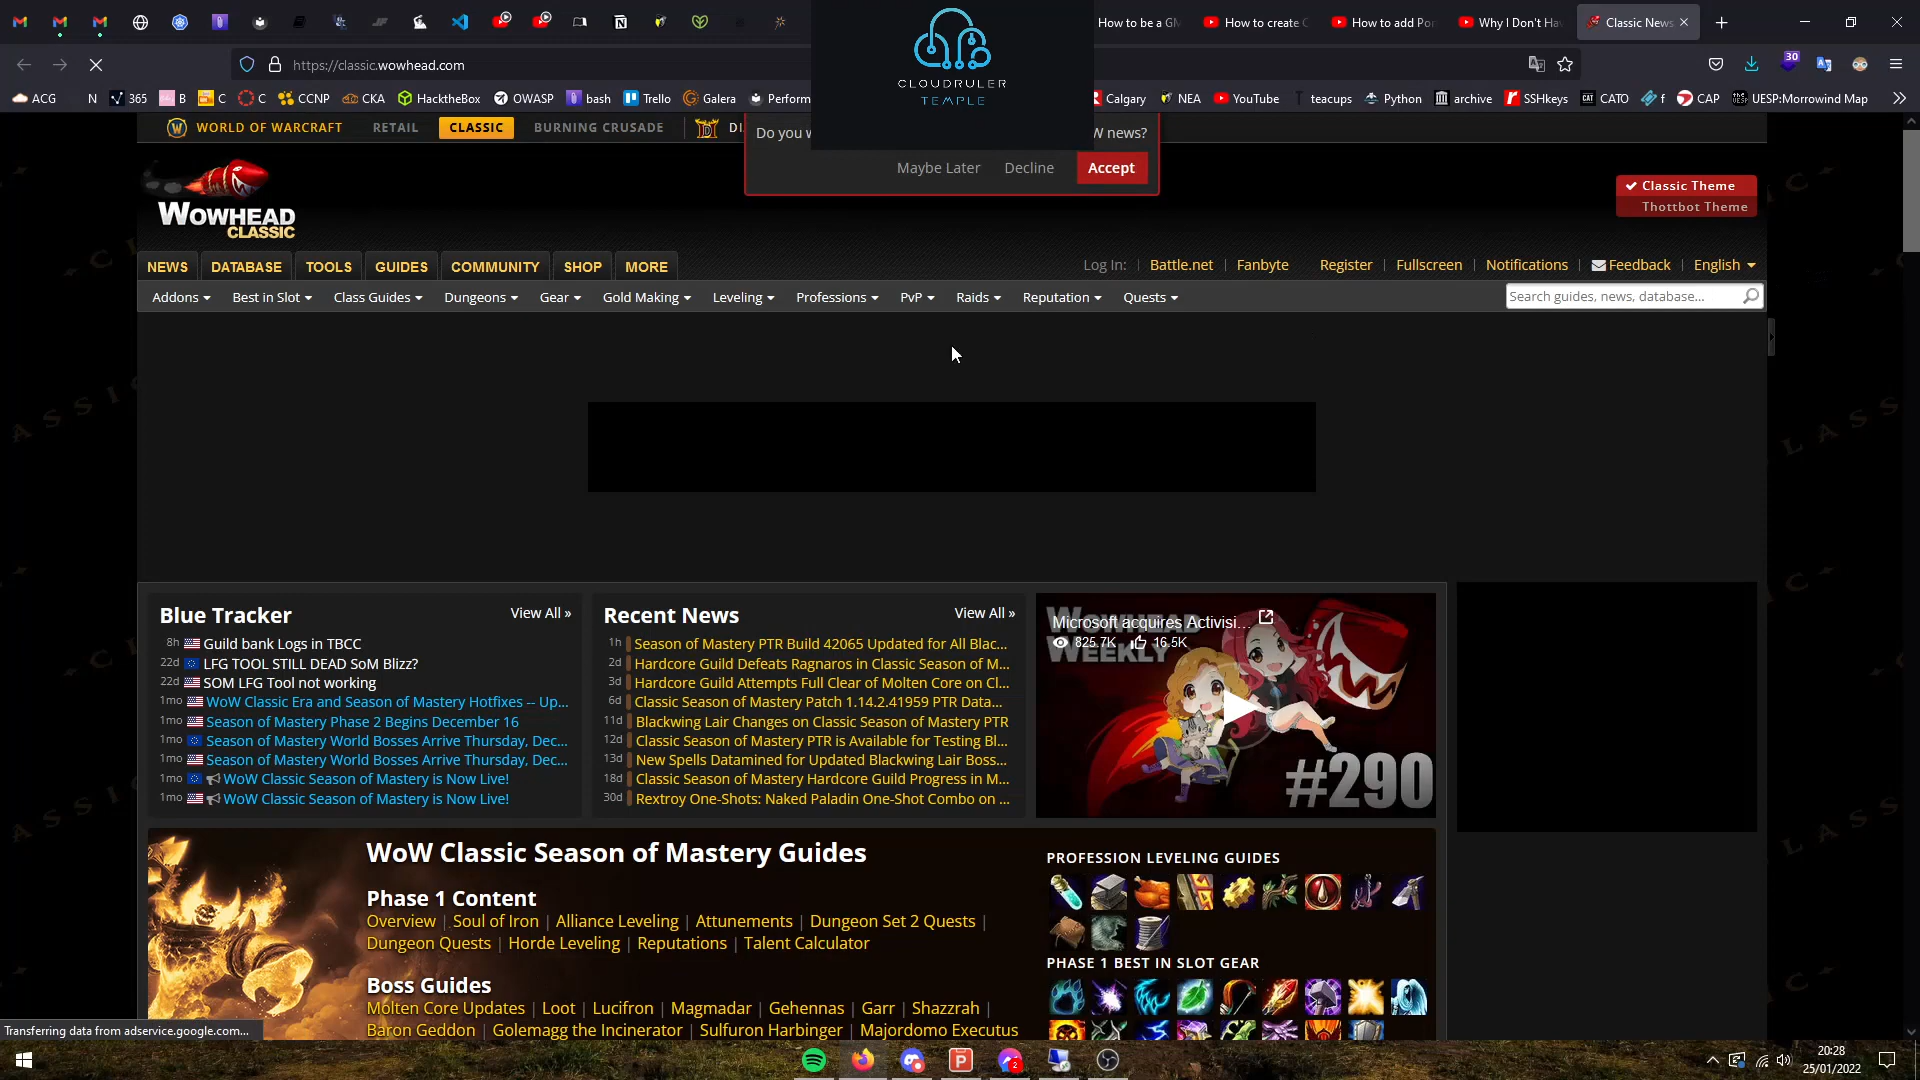 How to be a GM
How to create C
How to add Po
Why I Don't Ha
Classic News
https://classic.wowhead.com
30
ACG
N
365
B
C
C
CCNP
CKA
HacktheBox
OWASP
bash
Trello
Galera
Perform
Calgary
NEA
YouTube
teacups
Python
archive
SSHkeys
CATO
f
CAP
UESP:Morrowind Map
CLOUDRULER
TEMPLE
WORLD OF WARCRAFT
RETAIL
CLASSIC
BURNING CRUSADE
DI
Do you w
W news?
Maybe Later
Decline
Accept
WOWHEAD
CLASSIC
Classic Theme
Thottbot Theme
NEWS
DATABASE
TOOLS
GUIDES
COMMUNITY
SHOP
MORE
Log In:
Battle.net
Fanbyte
Register
Fullscreen
Notifications
Feedback
English
Addons
Best in Slot
Class Guides
Dungeons
Gear
Gold Making
Leveling
Professions
PvP
Raids
Reputation
Quests
Search guides, news, database...
Blue Tracker
View All »
8h Guild bank Logs in TBCC
22d LFG TOOL STILL DEAD SoM Blizz?
22d SOM LFG Tool not working
1mo WoW Classic Era and Season of Mastery Hotfixes -- Up...
1mo Season of Mastery Phase 2 Begins December 16
1mo Season of Mastery World Bosses Arrive Thursday, Dec...
1mo Season of Mastery World Bosses Arrive Thursday, Dec...
1mo WoW Classic Season of Mastery is Now Live!
1mo WoW Classic Season of Mastery is Now Live!
Recent News
View All »
1h Season of Mastery PTR Build 42065 Updated for All Blac...
2d Hardcore Guild Defeats Ragnaros in Classic Season of M...
3d Hardcore Guild Attempts Full Clear of Molten Core on Cl...
6d Classic Season of Mastery Patch 1.14.2.41959 PTR Data...
11d Blackwing Lair Changes on Classic Season of Mastery PTR
12d Classic Season of Mastery PTR is Available for Testing Bl...
13d New Spells Datamined for Updated Blackwing Lair Boss...
18d Classic Season of Mastery Hardcore Guild Progress in M...
30d Rextroy One-Shots: Naked Paladin One-Shot Combo on ...
Microsoft acquires Activisi...
825.7K
16.5K
WOWHEAD
WEEKLY
#290
WoW Classic Season of Mastery Guides
Phase 1 Content
Overview | Soul of Iron | Alliance Leveling | Attunements | Dungeon Set 2 Quests |
Dungeon Quests | Horde Leveling | Reputations | Talent Calculator
Boss Guides
Molten Core Updates | Loot | Lucifron | Magmadar | Gehennas | Garr | Shazzrah |
Baron Geddon | Golemagg the Incinerator | Sulfuron Harbinger | Majordomo Executus
PROFESSION LEVELING GUIDES
PHASE 1 BEST IN SLOT GEAR
Transferring data from adservice.google.com...
2
20:28
25/01/2022